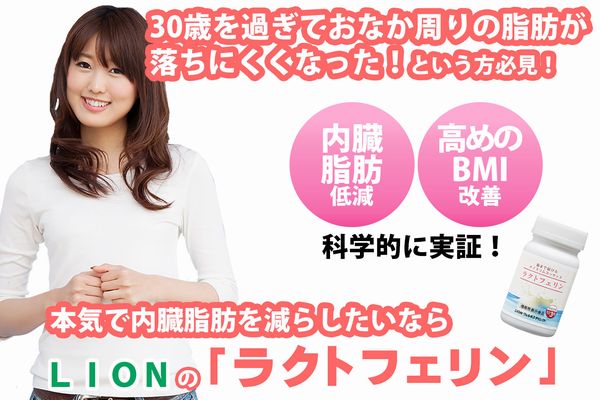 30歳を過ぎておなか周りの脂肪が
落ちにくくなった！という方必見！
内臓
脂肪
低減
高めの
BMI
改善
科学的に実証！
ラクトフェリン
本気で内臓脂肪を減らしたいなら
ＬＩＯＮの「ラクトフェリン」